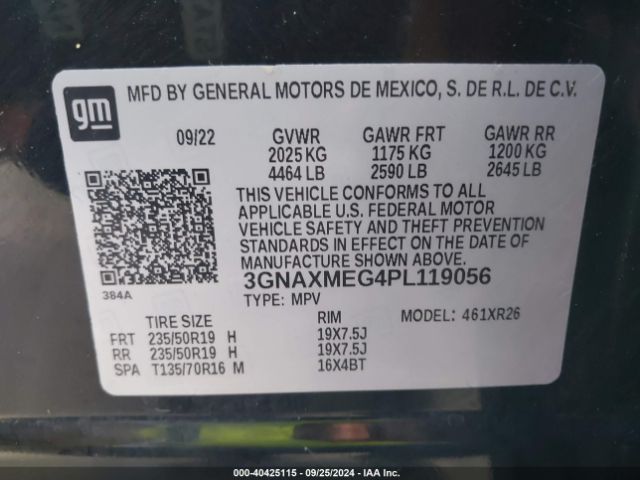 gm
MFD BY GENERAL MOTORS DE MEXICO, S. DE R.L. DE C.V.
09/22 GVWR GAWR FRT GAWR RR
2025 KG 1175 KG 1200 KG
4464 LB 2590 LB 2645 LB
THIS VEHICLE CONFORMS TO ALL
APPLICABLE U.S. FEDERAL MOTOR
VEHICLE SAFETY AND THEFT PREVENTION
STANDARDS IN EFFECT ON THE DATE OF
MANUFACTURE SHOWN ABOVE.
384A
3GNAXMEG4PL119056
TYPE: MPV
TIRE SIZE RIM MODEL: 461XR26
FRT 235/50R19 H 19X7.5J
RR 235/50R19 H 19X7.5J
SPA T135/70R16 M 16X4BT
000-40425115 - 09/25/2024 - IAA, Inc.